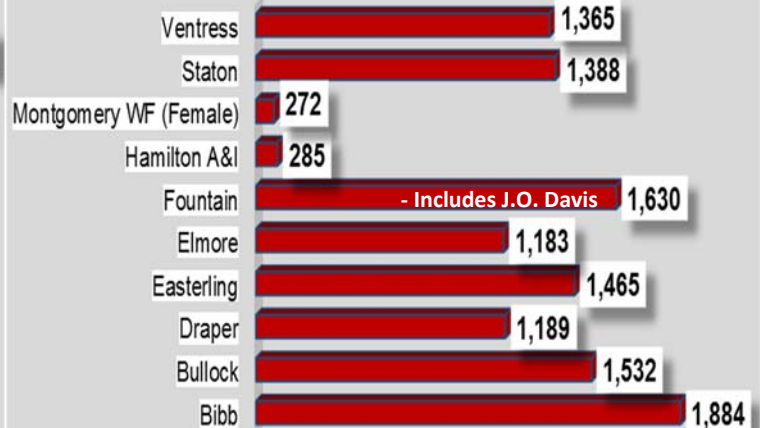 Ventress 1,365
Staton 1,388
Montgomery WF (Female) 272
Hamilton A&I 285
Fountain - Includes J.O. Davis 1,630
Elmore 1,183
Easterling 1,465
Draper 1,189
Bullock 1,532
Bibb 1,884